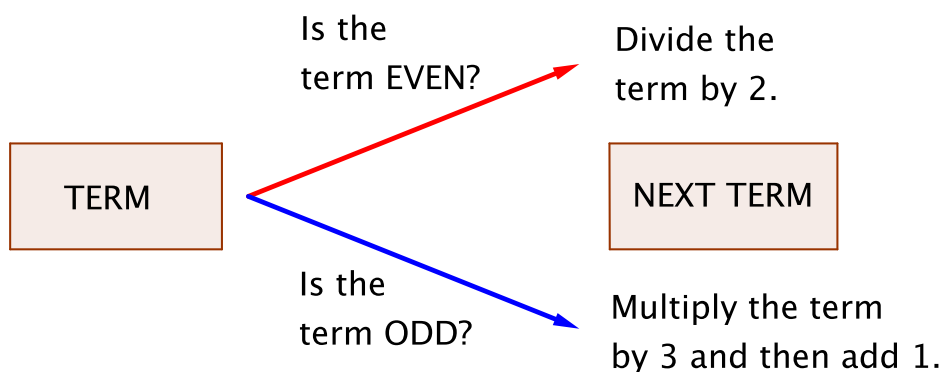 Is the
term EVEN?
Divide the
term by 2.
TERM
NEXT TERM
Is the
term ODD?
Multiply the term
by 3 and then add 1.